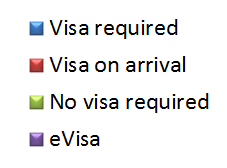 Visa required
Visa on arrival
No visa required
eVisa